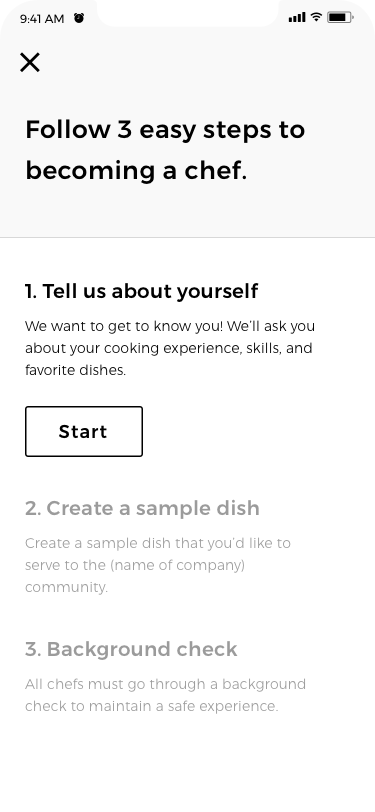 9:41 AM
Follow 3 easy steps to
becoming a chef.
1. Tell us about yourself
We want to get to know you! We’ll ask you
about your cooking experience, skills, and
favorite dishes.
Start
2. Create a sample dish
Create a sample dish that you’d like to
serve to the (name of company)
community.
3. Background check
All chefs must go through a background
check to maintain a safe experience.